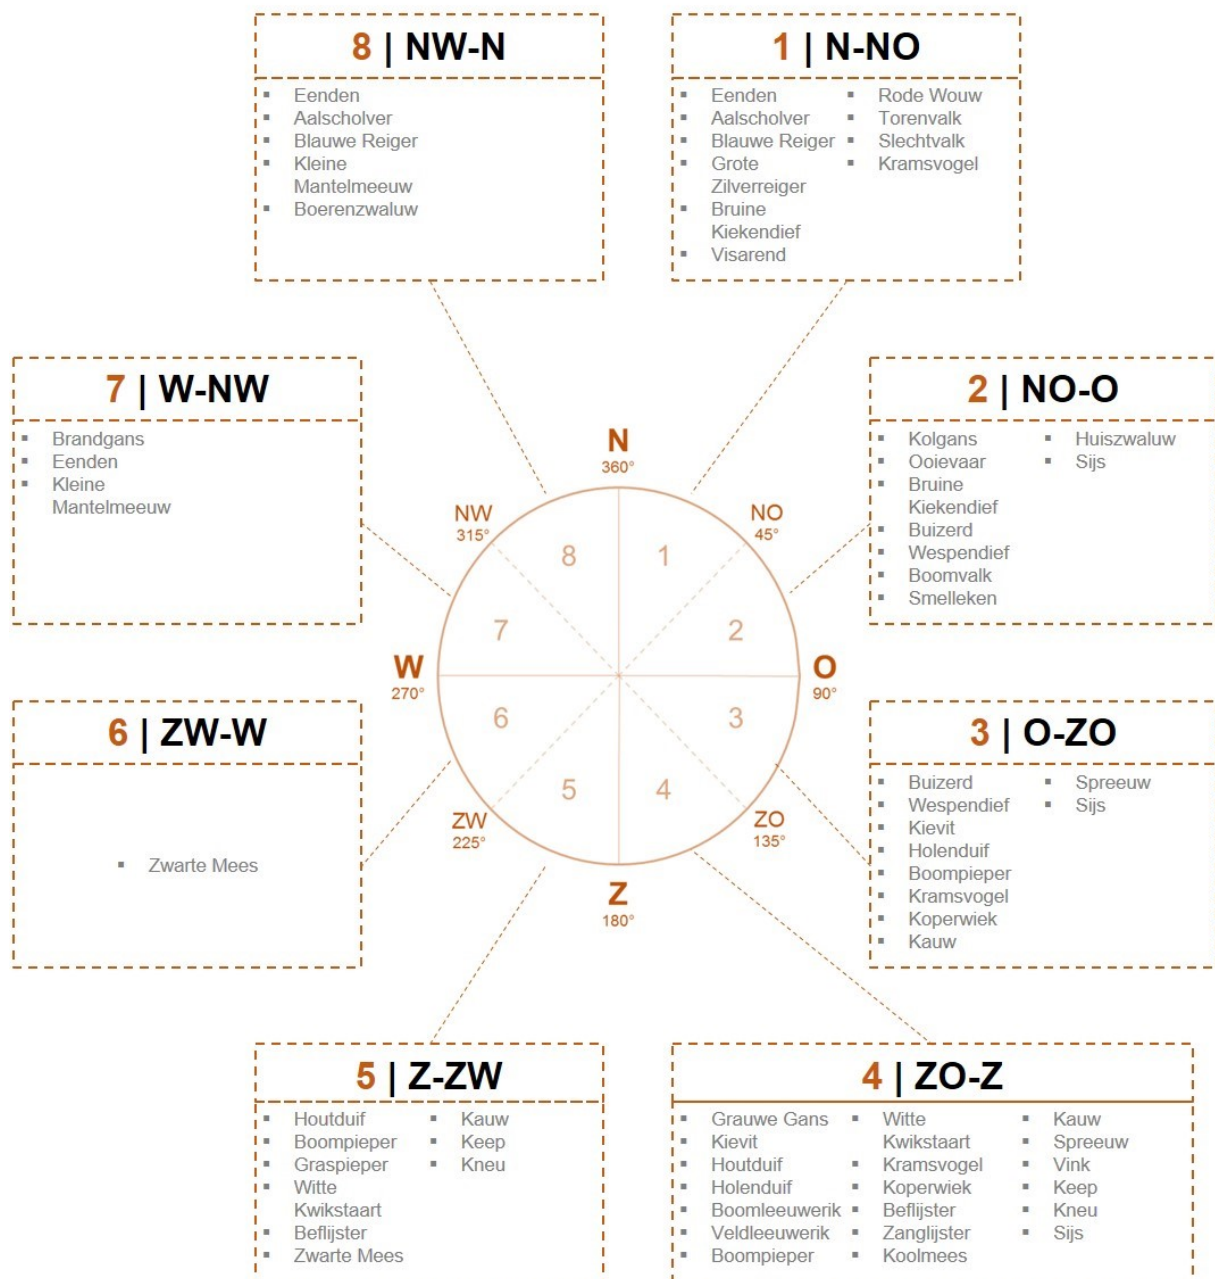 8 | NW-N
Eenden
Aalscholver
Blauwe Reiger
Kleine
Mantelmeeuw
Boerenzwaluw
1 | N-NO
Eenden
Aalscholver
Blauwe Reiger
Grote
Zilverreiger
Bruine
Kiekendief
Visarend
Rode Wouw
Torenvalk
Slechtvalk
Kramsvogel
7 | W-NW
Brandgans
Eenden
Kleine
Mantelmeeuw
2 | NO-O
Kolgans
Ooievaar
Bruine
Kiekendief
Buizerd
Wespendief
Boomvalk
Smelleken
Huiszwaluw
Sijs
N
360°
NW
315°
NO
45°
8
1
7
2
W
270°
O
90°
6
3
5
4
ZW
225°
ZO
135°
Z
180°
6 | ZW-W
Zwarte Mees
3 | O-ZO
Buizerd
Wespendief
Kievit
Holenduif
Boompieper
Kramsvogel
Koperwiek
Kauw
Spreeuw
Sijs
5 | Z-ZW
Houtduif
Boompieper
Graspieper
Witte
Kwikstaart
Beflijster
Zwarte Mees
Kauw
Keep
Kneu
4 | ZO-Z
Grauwe Gans
Kievit
Houtduif
Holenduif
Boomleeuwerik
Veldleeuwerik
Boompieper
Witte
Kwikstaart
Kramsvogel
Koperwiek
Beflijster
Zanglijster
Koolmees
Kauw
Spreeuw
Vink
Keep
Kneu
Sijs